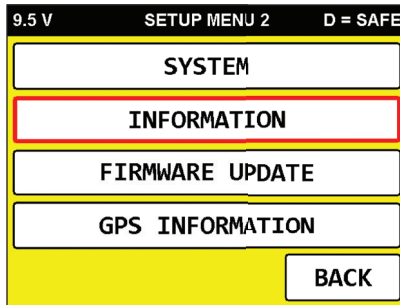 9.5 V SETUP MENU 2 D = SAFE
SYSTEM
INFORMATION
FIRMWARE UPDATE
GPS INFORMATION
BACK